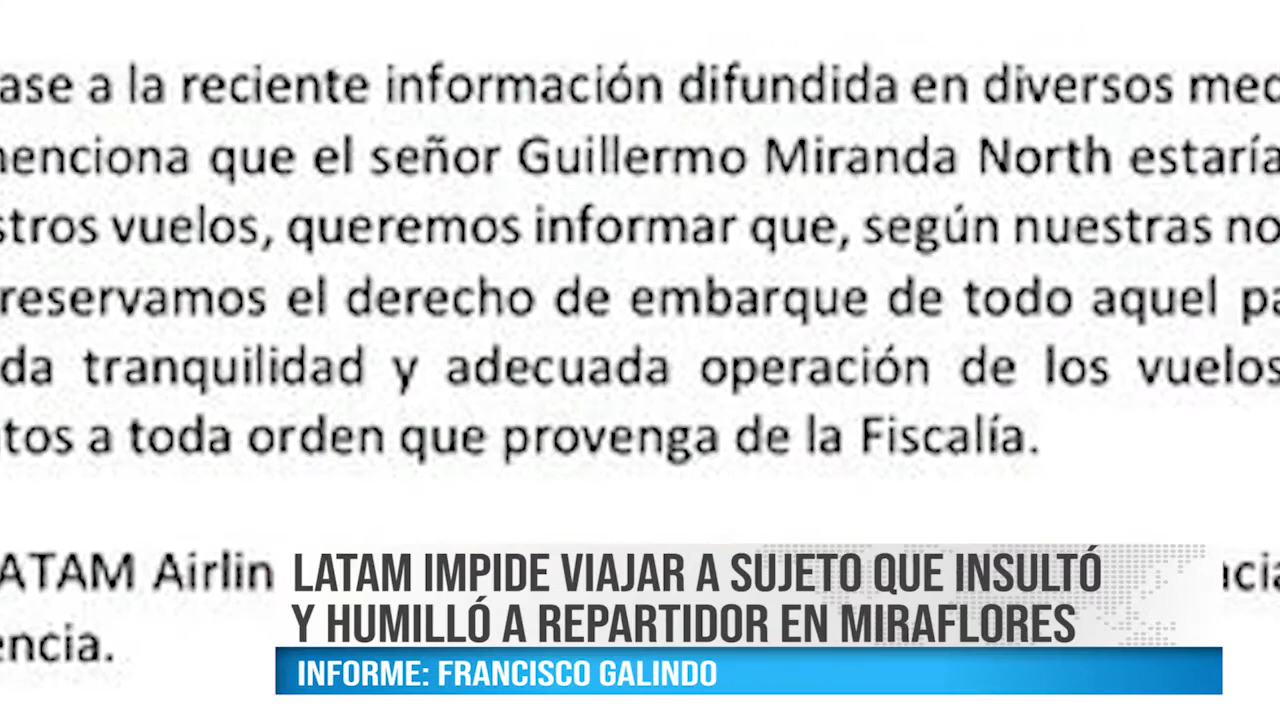 ase a la reciente información difundida en diversos med
menciona que el señor Guillermo Miranda North estaría
stros vuelos, queremos informar que, según nuestras no
reservamos el derecho de embarque de todo aquel pa
da tranquilidad y adecuada operación de los vuelos
tos a toda orden que provenga de la Fiscalía.
ATAM Airlin
LATAM IMPIDE VIAJAR A SUJETO QUE INSULTÓ
Y HUMILLÓ A REPARTIDOR EN MIRAFLORES
ncia
encia.
INFORME: FRANCISCO GALINDO